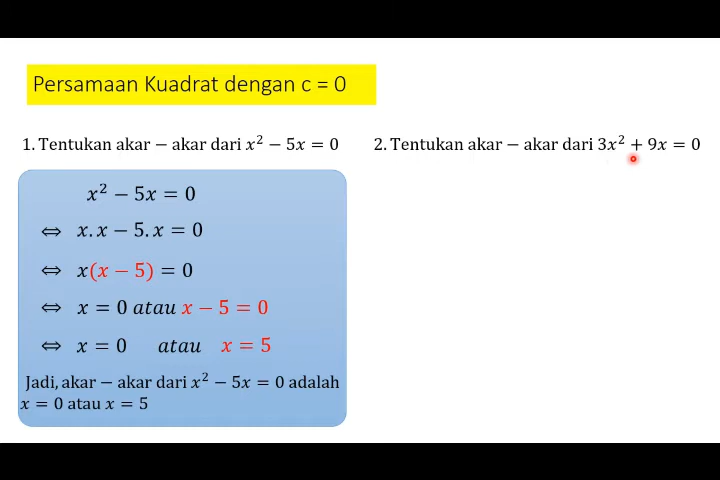 Persamaan Kuadrat dengan c = 0
1. Tentukan akar − akar dari x² − 5x = 0
2. Tentukan akar − akar dari 3x² + 9x = 0
x² − 5x = 0
⇔ x. x − 5. x = 0
⇔ x(x − 5) = 0
⇔ x = 0 atau x − 5 = 0
⇔ x = 0 atau x = 5
Jadi, akar − akar dari x² − 5x = 0 adalah
x = 0 atau x = 5